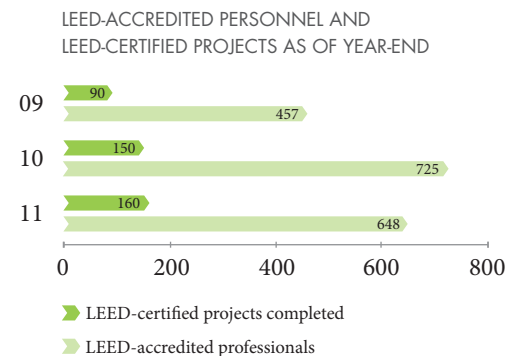 LEED-ACCREDITED PERSONNEL AND
LEED-CERTIFIED PROJECTS AS OF YEAR-END
09
90
457
10
150
725
11
160
648
0 200 400 600 800
LEED-certified projects completed
LEED-accredited professionals